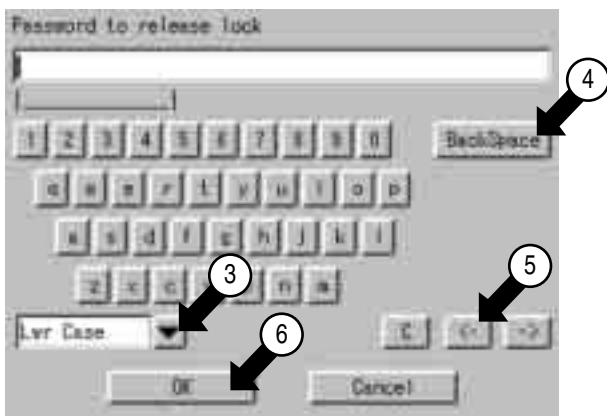 Password to release lock
4
1 2 3 4 5 6 7 8 9 0 BackSpace
q w e r t y u i o p
a s d f g h j k l
5
z x c n m
3
Lwr Case C <- ->
6
OK Cancel